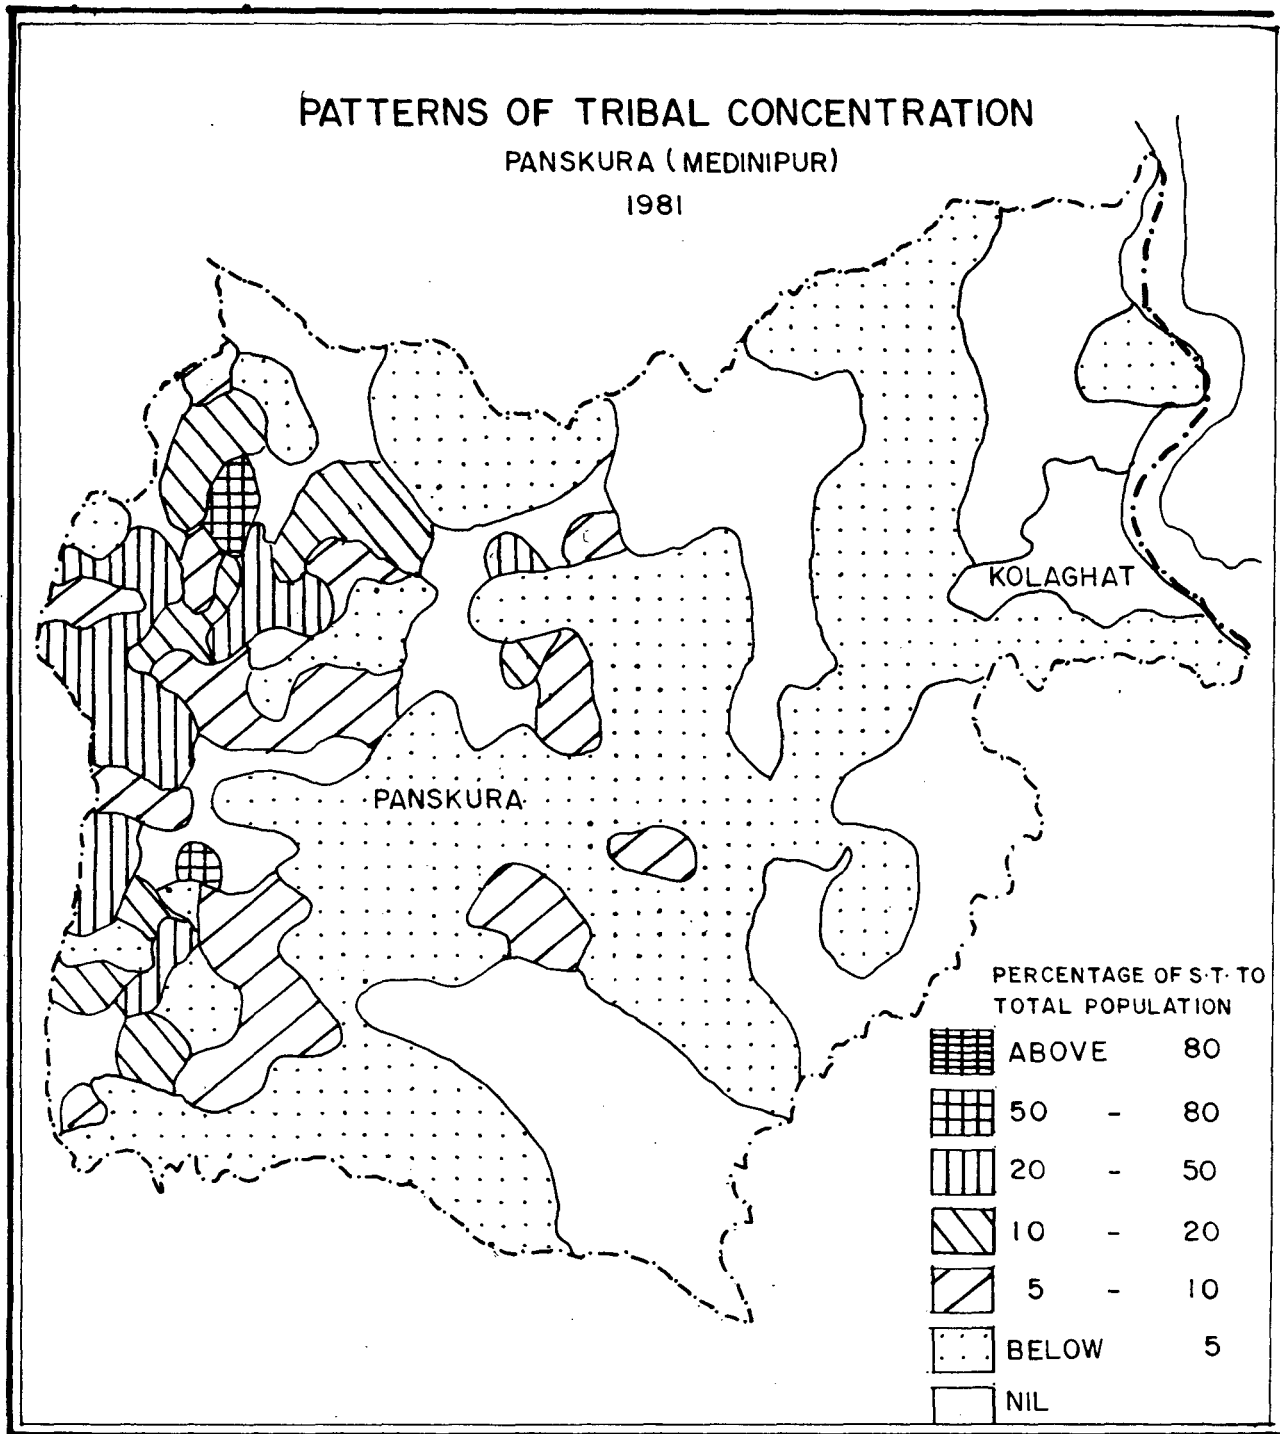 PATTERNS OF TRIBAL CONCENTRATION
PANSKURA (MEDINIPUR)
1981
KOLAGHAT
PANSKURA
PERCENTAGE OF S.T. TO
TOTAL POPULATION
ABOVE 80
50 - 80
20 - 50
10 - 20
5 - 10
BELOW 5
NIL